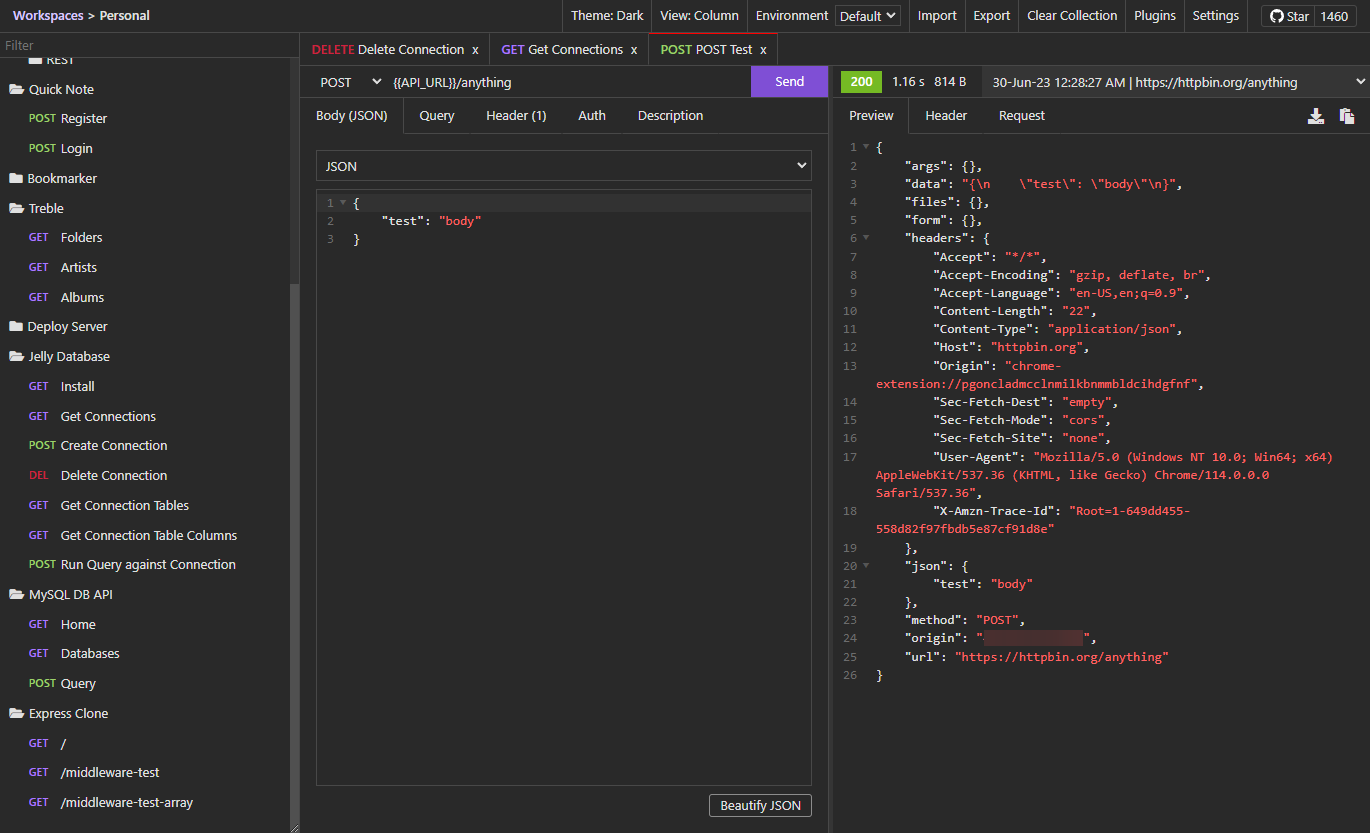 Workspaces > Personal
Theme: Dark
View: Column
Environment
Default
Import
Export
Clear Collection
Plugins
Settings
Star
1460
Filter
REST
Quick Note
POST Register
POST Login
Bookmarker
Treble
GET Folders
GET Artists
GET Albums
Deploy Server
Jelly Database
GET Install
GET Get Connections
POST Create Connection
DEL Delete Connection
GET Get Connection Tables
GET Get Connection Table Columns
POST Run Query against Connection
MySQL DB API
GET Home
GET Databases
POST Query
Express Clone
GET /
GET /middleware-test
GET /middleware-test-array
DELETE Delete Connection x
GET Get Connections x
POST POST Test x
POST
{{API_URL}}/anything
Send
Body (JSON)
Query
Header (1)
Auth
Description
JSON
1 {
2 "test": "body"
3 }
Beautify JSON
200
1.16 s
814 B
30-Jun-23 12:28:27 AM | https://httpbin.org/anything
Preview
Header
Request
1 {
2 "args": {},
3 "data": "{\n    \"test\": \"body\"\n}",
4 "files": {},
5 "form": {},
6 "headers": {
7 "Accept": "*/*",
8 "Accept-Encoding": "gzip, deflate, br",
9 "Accept-Language": "en-US,en;q=0.9",
10 "Content-Length": "22",
11 "Content-Type": "application/json",
12 "Host": "httpbin.org",
13 "Origin": "chrome-
extension://pgoncladmcclnmilkbnmmbldcihdgfnf",
14 "Sec-Fetch-Dest": "empty",
15 "Sec-Fetch-Mode": "cors",
16 "Sec-Fetch-Site": "none",
17 "User-Agent": "Mozilla/5.0 (Windows NT 10.0; Win64; x64)
AppleWebKit/537.36 (KHTML, like Gecko) Chrome/114.0.0.0
Safari/537.36",
18 "X-Amzn-Trace-Id": "Root=1-649dd455-
558d82f97fbdb5e87cf91d8e"
19 },
20 "json": {
21 "test": "body"
22 },
23 "method": "POST",
24 "origin": "",
25 "url": "https://httpbin.org/anything"
26 }